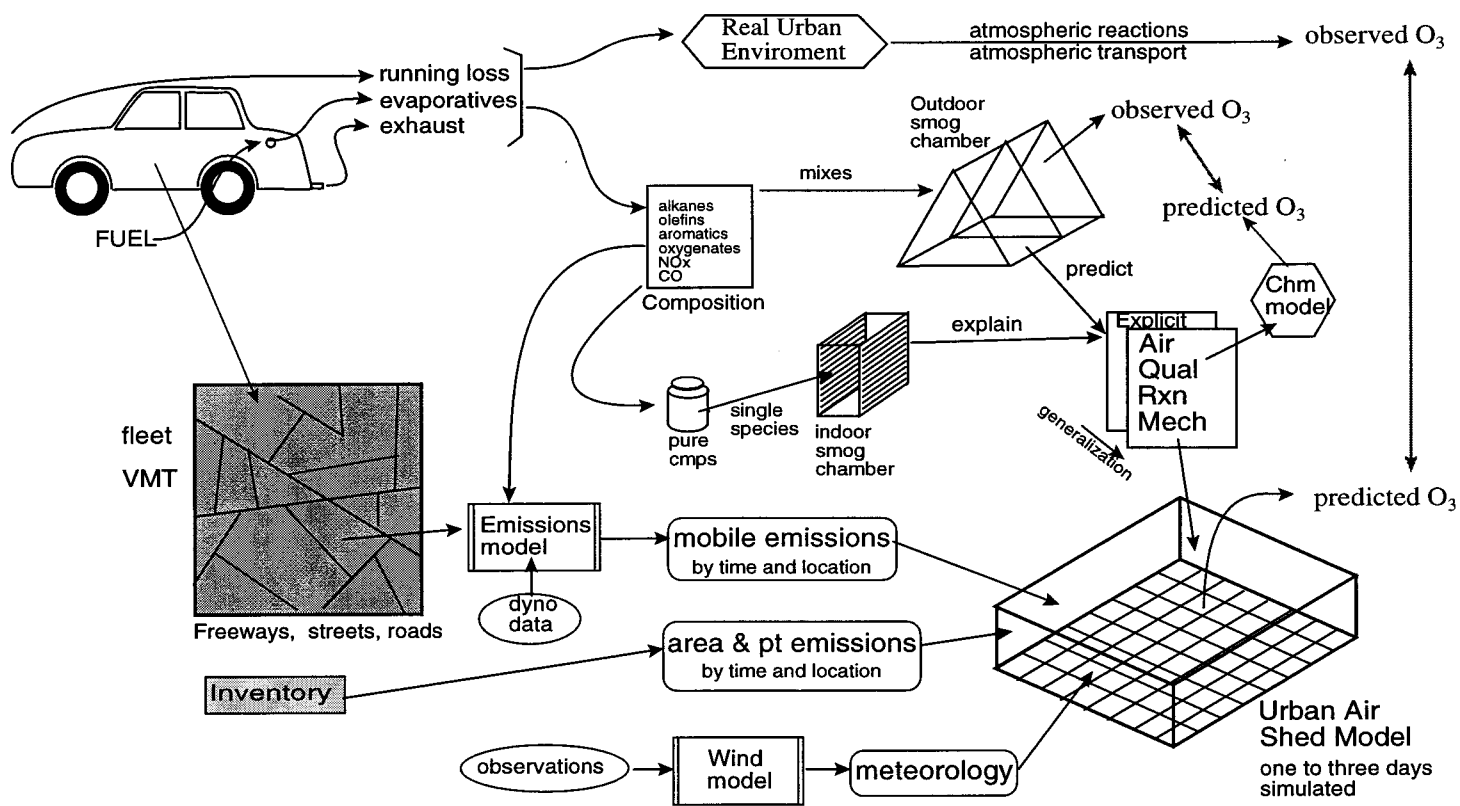 Real Urban
Enviroment
atmospheric reactions
atmospheric transport
observed O₃
running loss
evaporatives
exhaust
FUEL
alkanes
olefins
aromatics
oxygenates
NOx
CO
Composition
mixes
Outdoor
smog
chamber
observed O₃
predicted O₃
predict
Chm
model
explain
Explicit
Air
Qual
Rxn
Mech
generalization
pure
cmps
single
species
indoor
smog
chamber
fleet
VMT
Freeways, streets, roads
Emissions
model
dyno
data
mobile emissions
by time and location
predicted O₃
area & pt emissions
by time and location
Inventory
observations
Wind
model
meteorology
Urban Air
Shed Model
one to three days
simulated